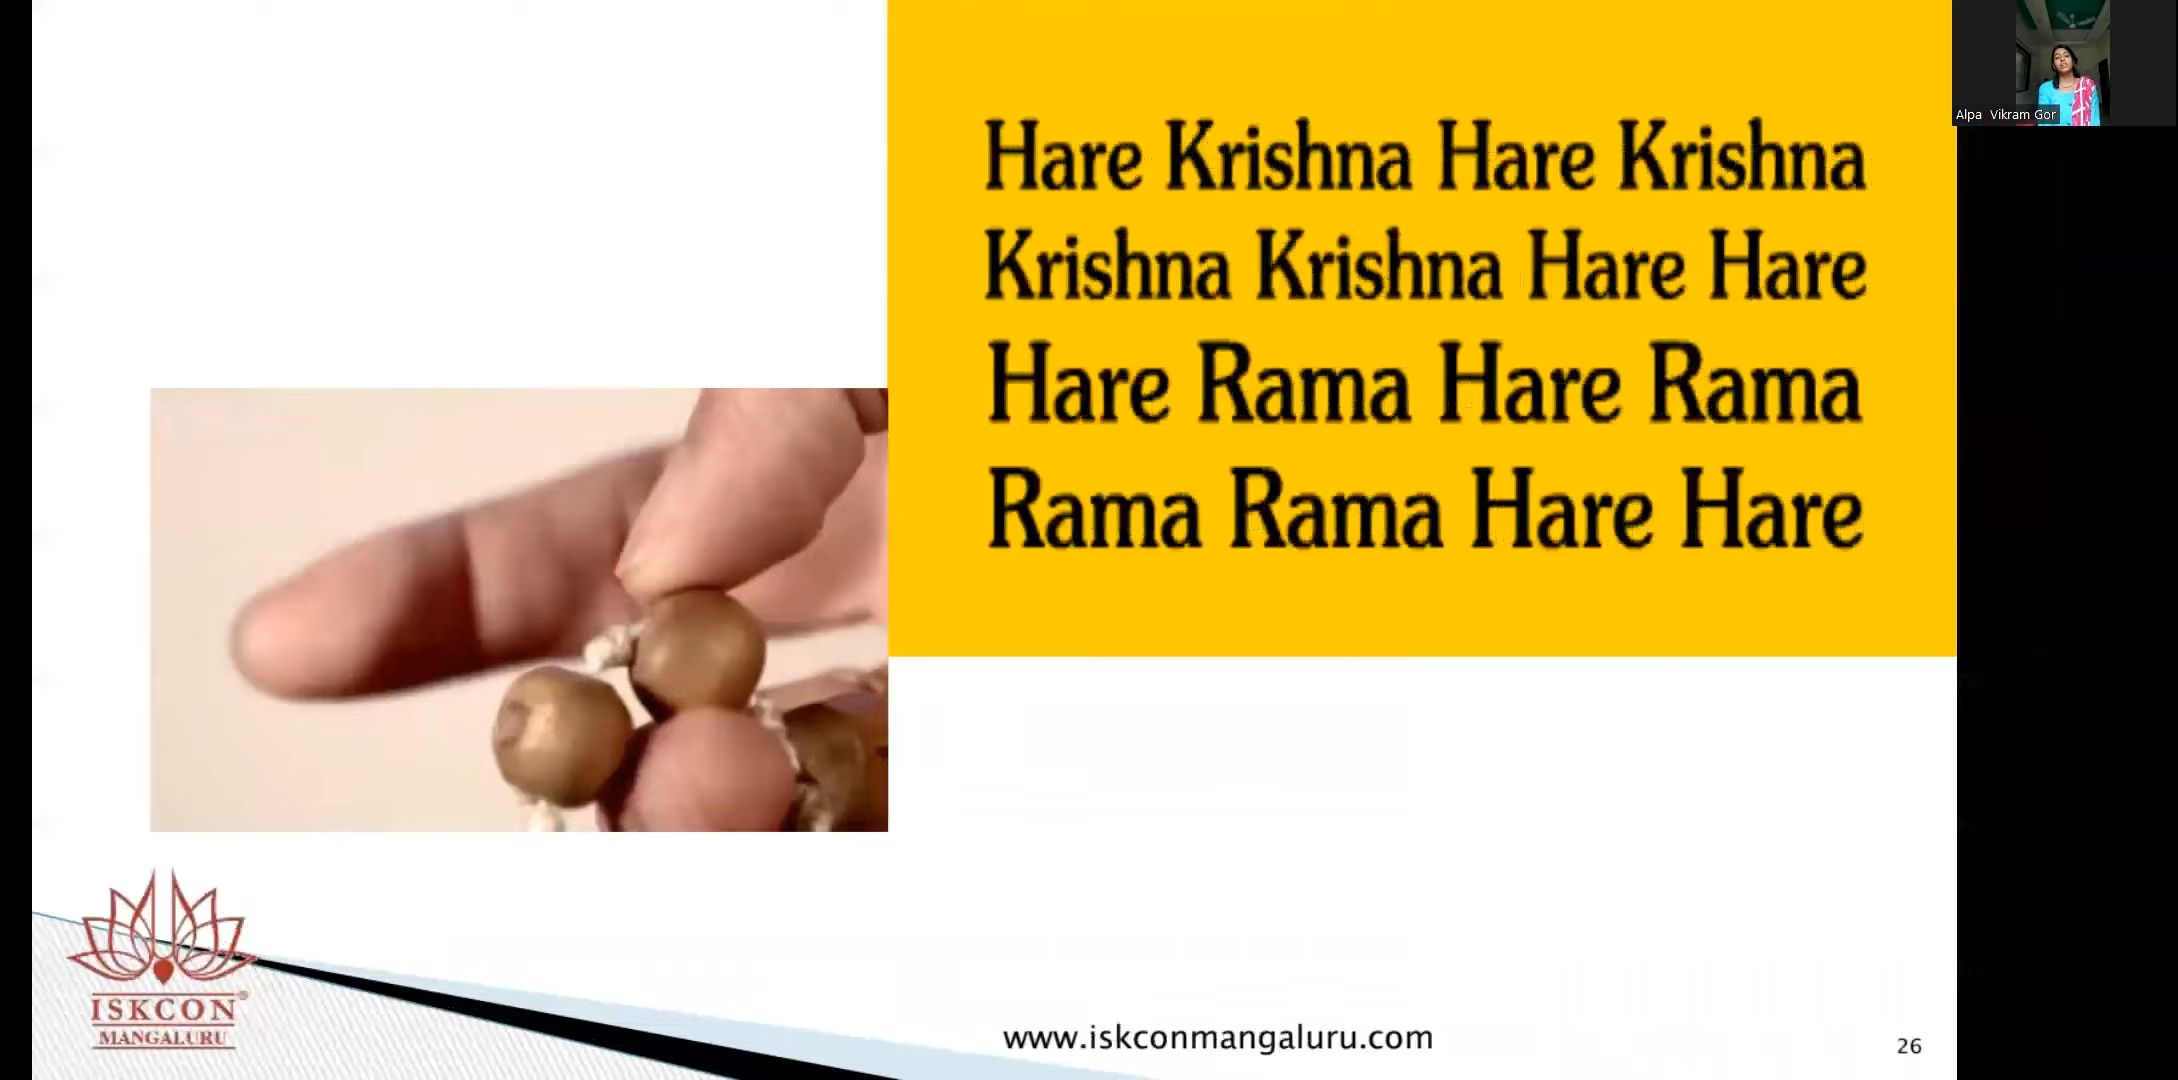 Hare Krishna Hare Krishna
Krishna Krishna Hare Hare
Hare Rama Hare Rama
Rama Rama Hare Hare
Alpa Vikram Gor
ISKCON®
MANGALURU
www.iskconmangaluru.com
26